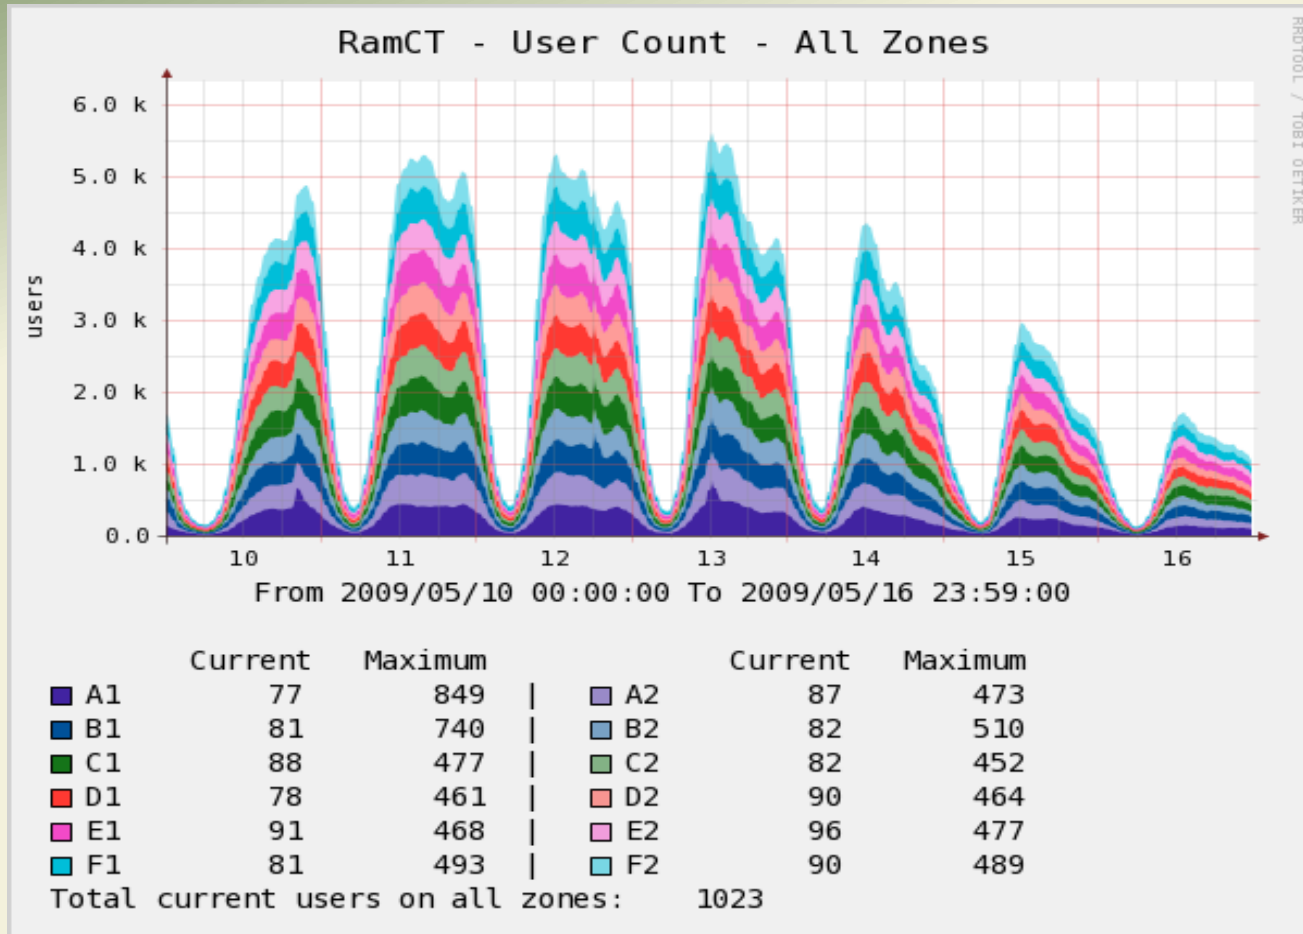 RamCT - User Count - All Zones
RRDTOOL / TOBI OETIKER
users
6.0 k
5.0 k
4.0 k
3.0 k
2.0 k
1.0 k
0.0
10 11 12 13 14 15 16
From 2009/05/10 00:00:00 To 2009/05/16 23:59:00
Current Maximum Current Maximum
A1 77 849 | A2 87 473
B1 81 740 | B2 82 510
C1 88 477 | C2 82 452
D1 78 461 | D2 90 464
E1 91 468 | E2 96 477
F1 81 493 | F2 90 489
Total current users on all zones: 1023